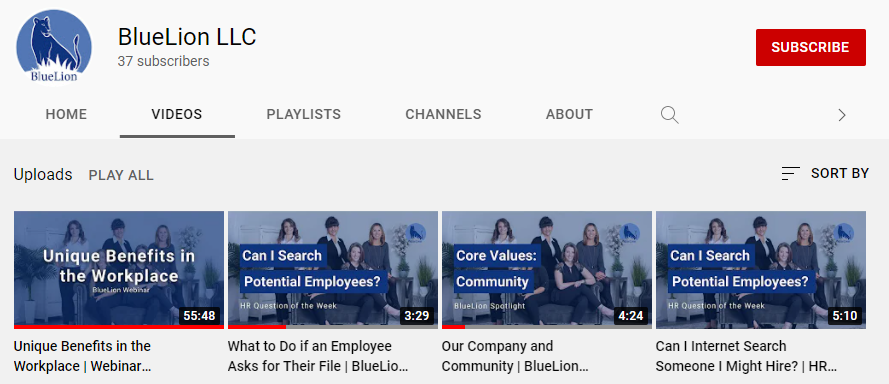 BlueLion
BlueLion LLC
37 subscribers
SUBSCRIBE
HOME
VIDEOS
PLAYLISTS
CHANNELS
ABOUT
Uploads
PLAY ALL
SORT BY
Unique Benefits in
the Workplace
BlueLion Webinar
55:48
Unique Benefits in the
Workplace | Webinar…
Can I Search
Potential Employees?
HR Question of the Week
3:29
What to Do if an Employee
Asks for Their File | BlueLio…
Core Values:
Community
BlueLion Spotlight
4:24
Our Company and
Community | BlueLion…
Can I Search
Potential Employees?
HR Question of the Week
5:10
Can I Internet Search
Someone I Might Hire? | HR…